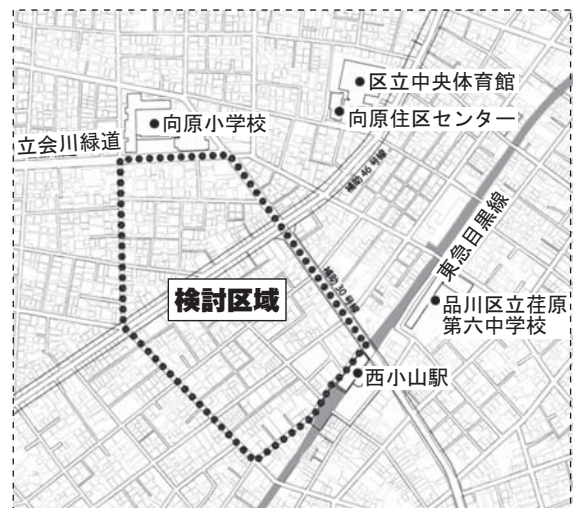 区立中央体育館
向原小学校
向原住区センター
立会川緑道
補助46号線
東急目黒線
検討区域
補助30号線
品川区立荏原
第六中学校
西小山駅